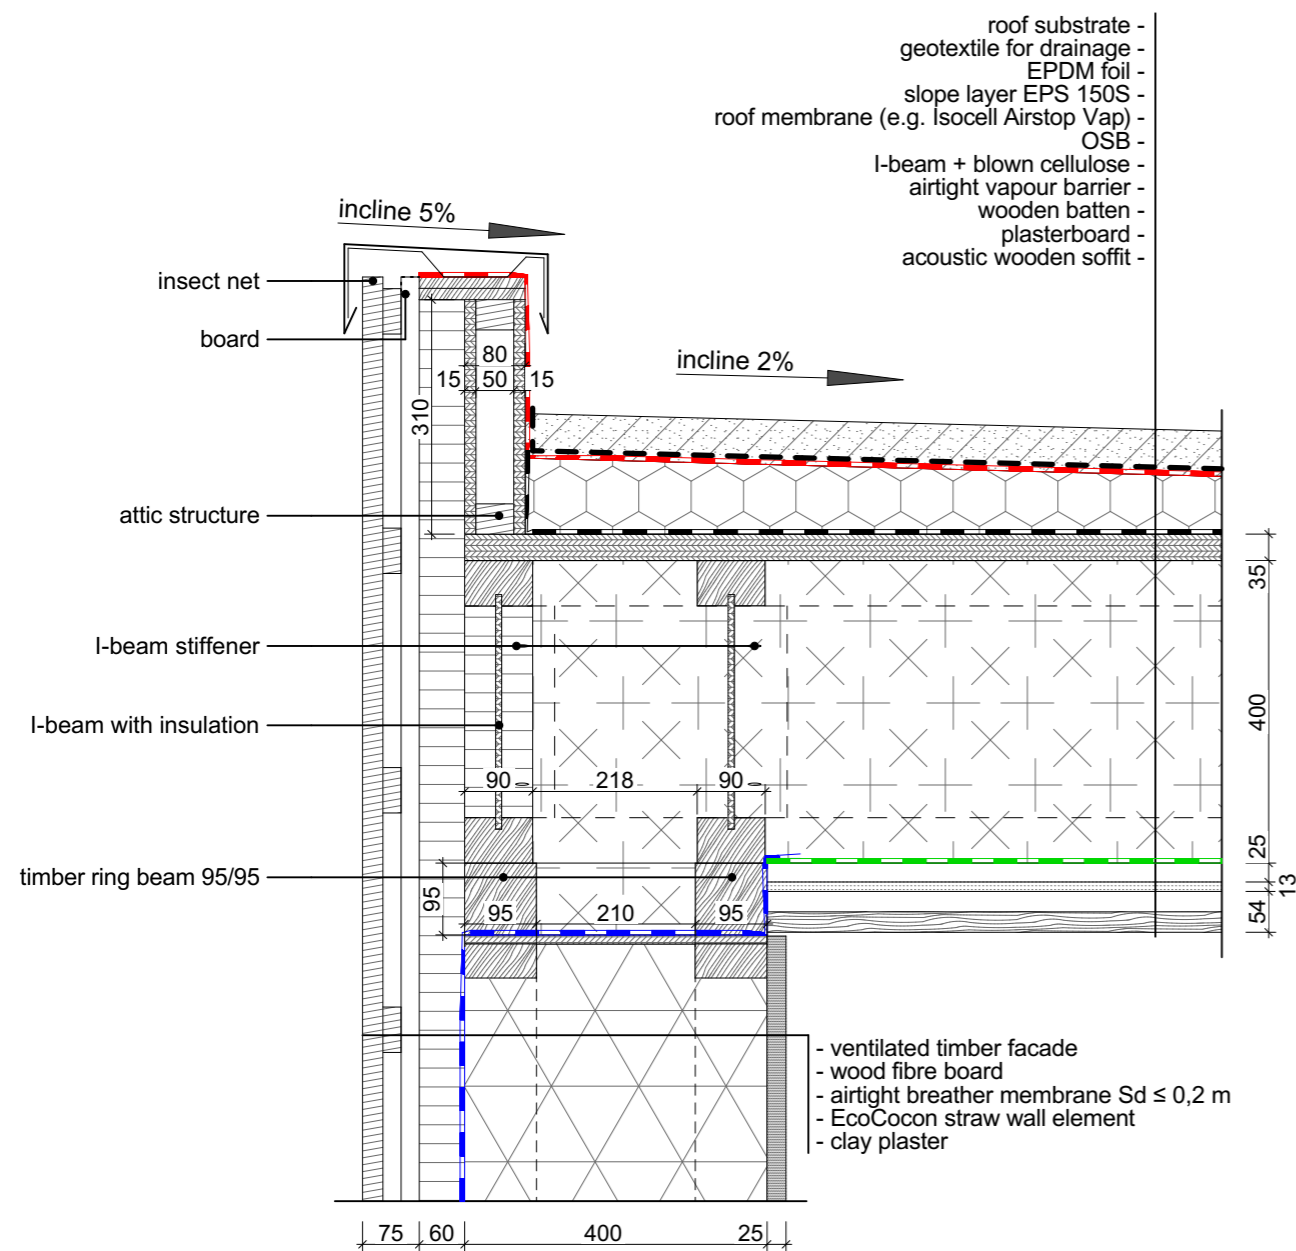 roof substrate -
geotextile for drainage -
EPDM foil -
slope layer EPS 150S -
roof membrane (e.g. Isocell Airstop Vap) -
OSB -
I-beam + blown cellulose -
airtight vapour barrier -
wooden batten -
plasterboard -
acoustic wooden soffit -
incline 5%
insect net
board
incline 2%
80
15 50 15
310
attic structure
35
I-beam stiffener
400
I-beam with insulation
90 218 90
25
13
timber ring beam 95/95
95
95 210 95
54
- ventilated timber facade
- wood fibre board
- airtight breather membrane Sd ≤ 0,2 m
- EcoCocon straw wall element
- clay plaster
75 60 400 25